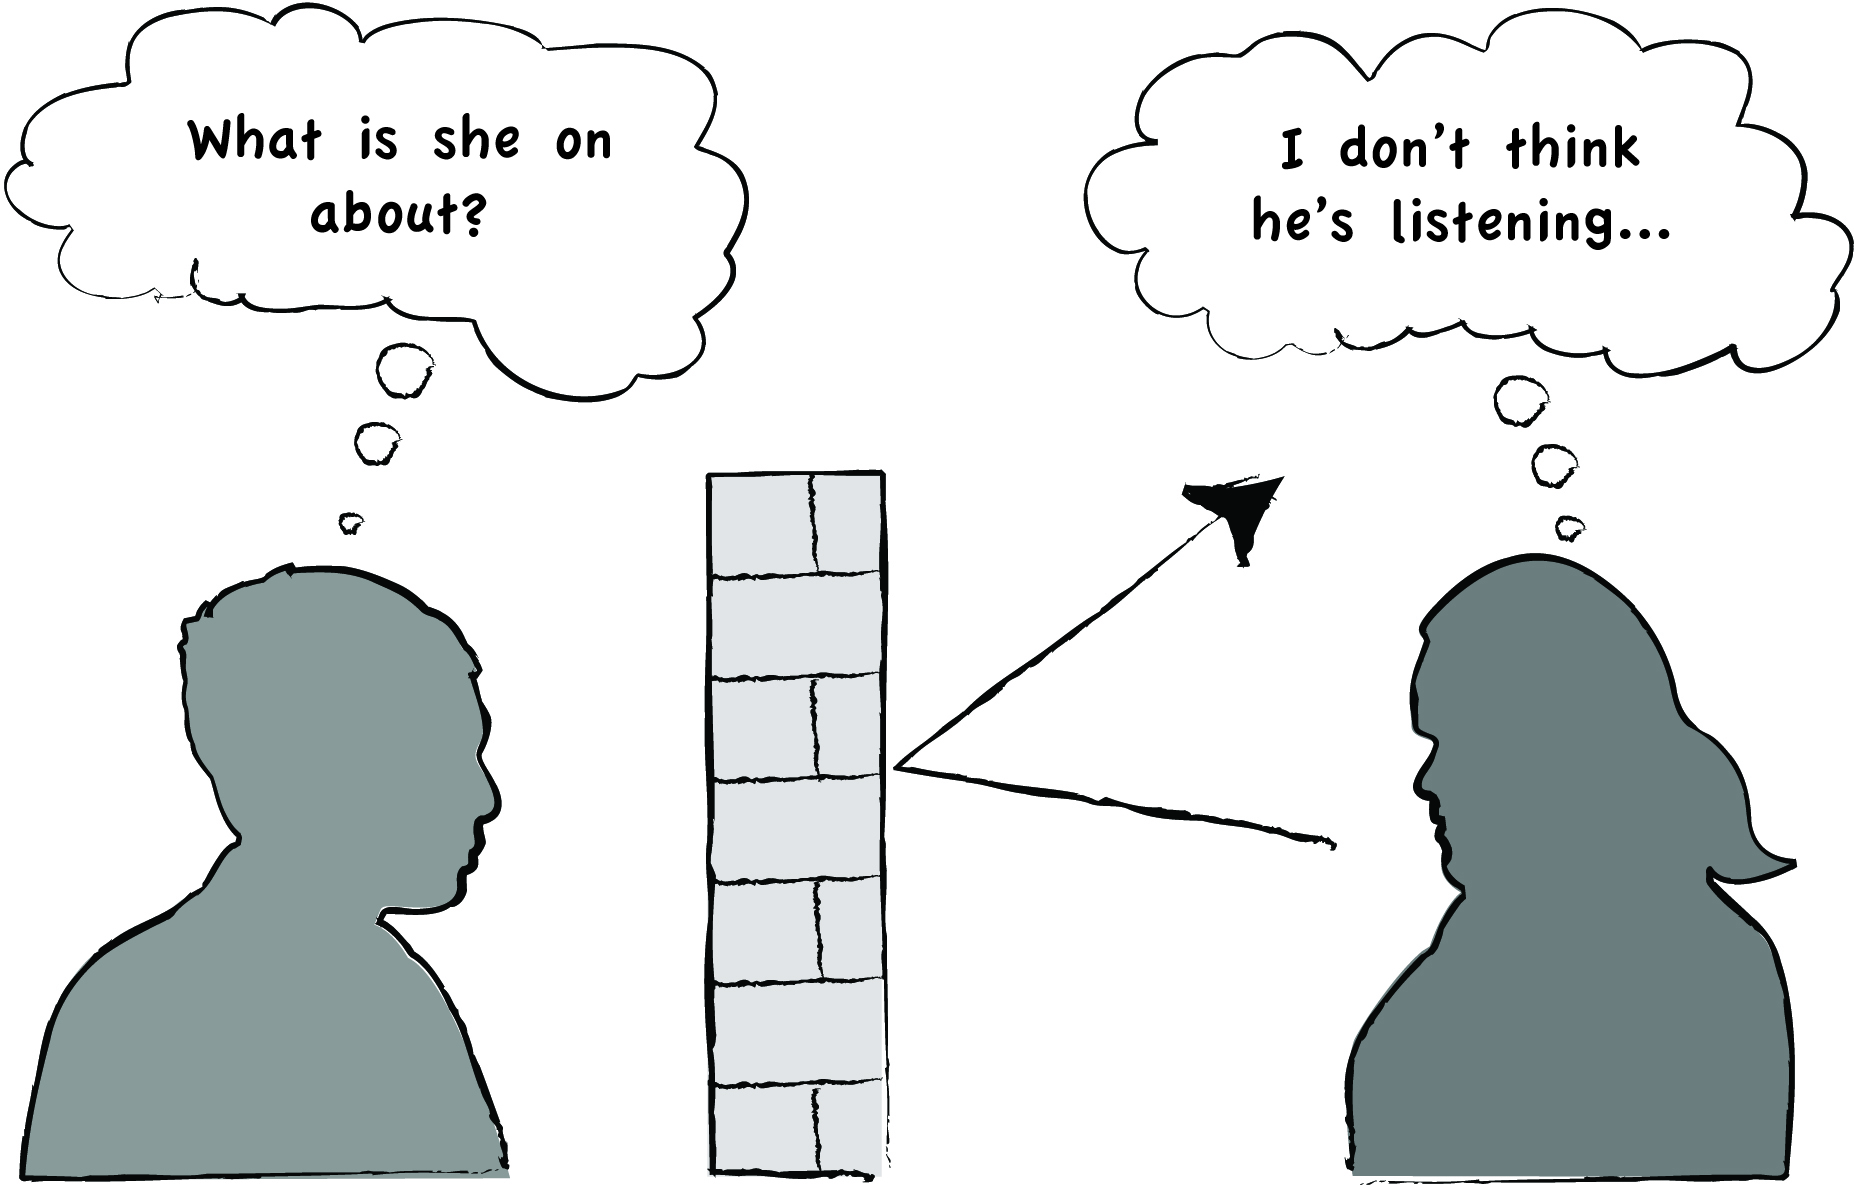 What is she on
about?
I don't think
he's listening...